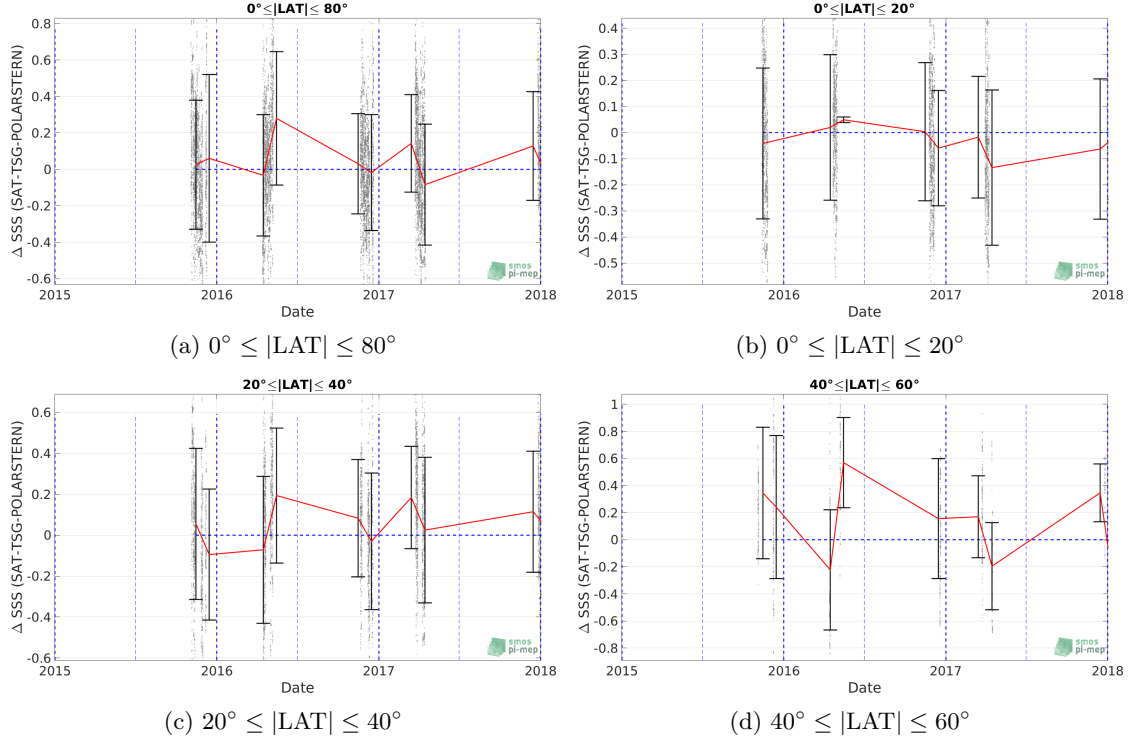 0°≤|LAT|≤ 80°
Δ SSS (SAT-TSG-POLARSTERN)
0.8
0.6
0.4
0.2
0
-0.2
-0.4
-0.6
2015
2016
2017
2018
Date
smos
pi-mep
(a) 0° ≤ |LAT| ≤ 80°
0°≤|LAT|≤ 20°
Δ SSS (SAT-TSG-POLARSTERN)
0.4
0.3
0.2
0.1
0
-0.1
-0.2
-0.3
-0.4
-0.5
2015
2016
2017
2018
Date
smos
pi-mep
(b) 0° ≤ |LAT| ≤ 20°
20°≤|LAT|≤ 40°
Δ SSS (SAT-TSG-POLARSTERN)
0.6
0.4
0.2
0
-0.2
-0.4
-0.6
2015
2016
2017
2018
Date
smos
pi-mep
(c) 20° ≤ |LAT| ≤ 40°
40°≤|LAT|≤ 60°
Δ SSS (SAT-TSG-POLARSTERN)
1
0.8
0.6
0.4
0.2
0
-0.2
-0.4
-0.6
-0.8
2015
2016
2017
2018
Date
smos
pi-mep
(d) 40° ≤ |LAT| ≤ 60°